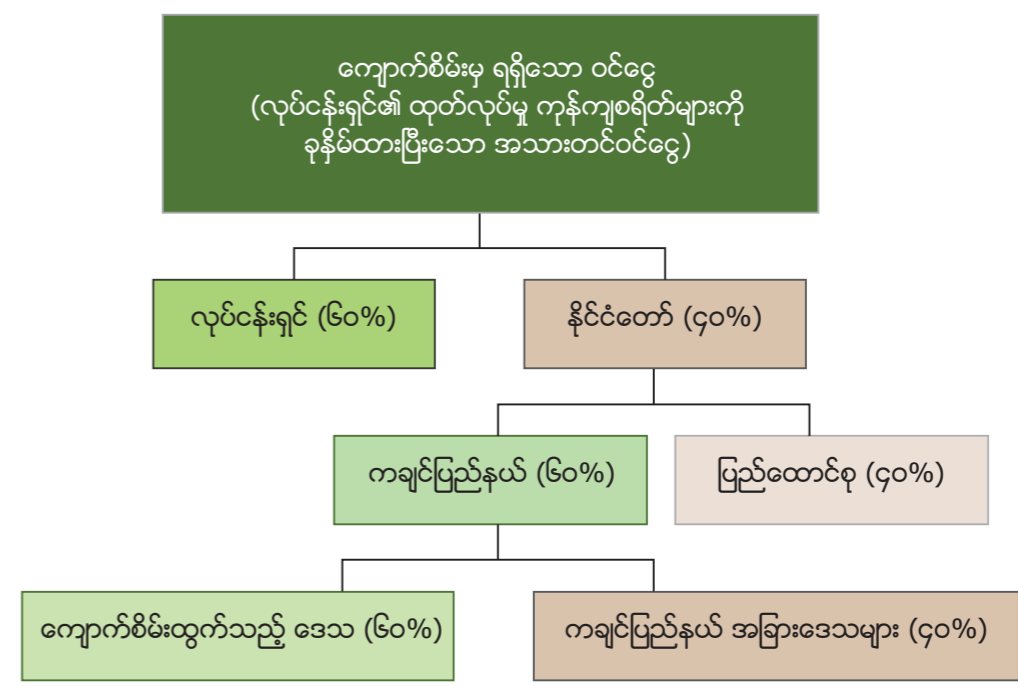 ကျောက်စိမ်းမှ ရရှိသော ဝင်ငွေ
(လုပ်ငန်းရှင်၏ ထုတ်လုပ်မှု ကုန်ကျစရိတ်များကို
ခုနှိမ်ထားပြီးသော အသားတင်ဝင်ငွေ)
လုပ်ငန်းရှင် (၆၀%)
နိုင်ငံတော် (၄၀%)
ကချင်ပြည်နယ် (၆၀%)
ပြည်ထောင်စု (၄၀%)
ကျောက်စိမ်းထွက်သည့် ဒေသ (၆၀%)
ကချင်ပြည်နယ် အခြားဒေသများ (၄၀%)